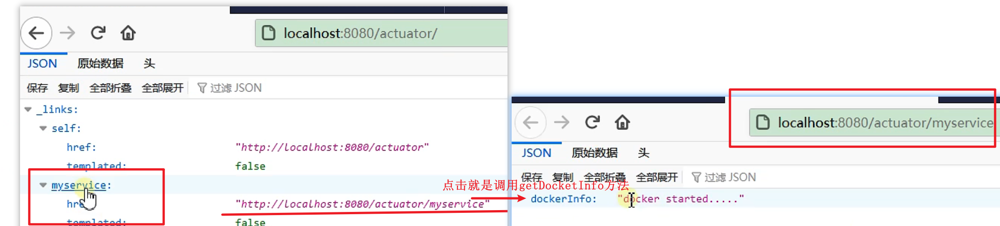 localhost:8080/actuator/
JSON 原始数据 头
保存 复制 全部折叠 全部展开 过滤 JSON
_links:
self:
href: "http://localhost:8080/actuator"
templated: false
myservice:
href "http://localhost:8080/actuator/myservice"
templated: false
localhost:8080/actuator/myservice
JSON 原始数据 头
保存 复制 全部折叠 全部展开 过滤 JSON
点击就是调用getDocketInfo方法
dockerInfo: "docker started....."